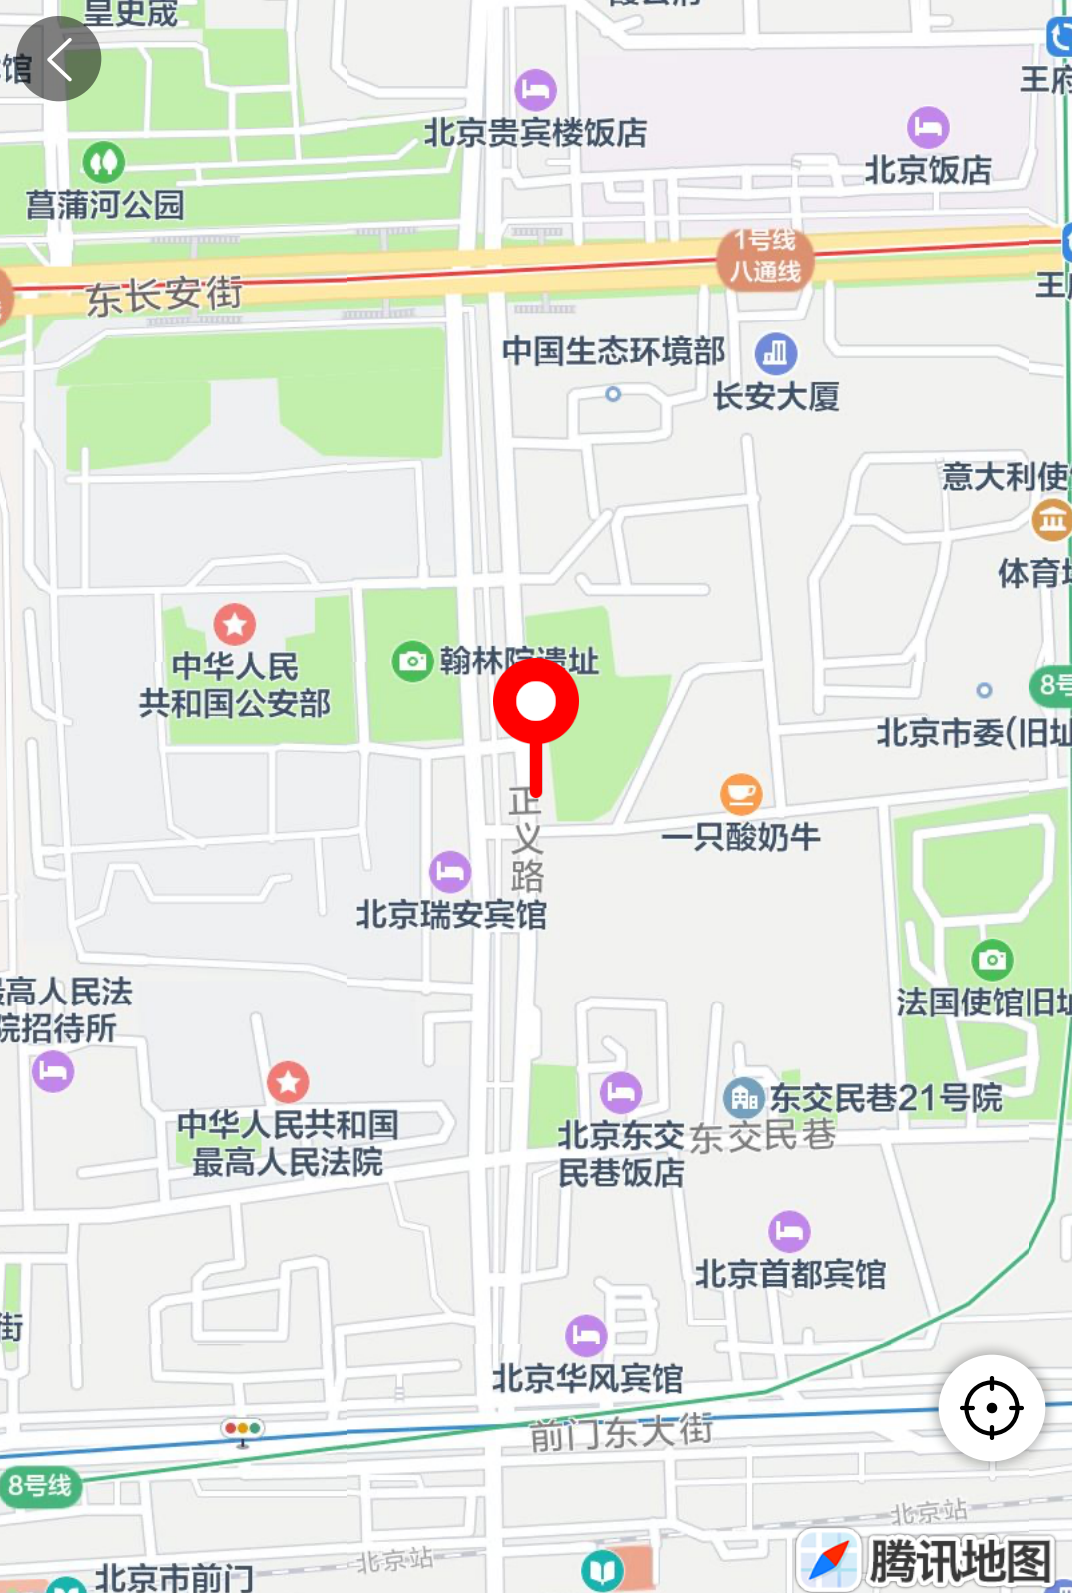 皇史宬
馆
王府
北京贵宾楼饭店
北京饭店
菖蒲河公园
1号线
八通线
东长安街
王府
中国生态环境部
长安大厦
意大利使馆
体育场
翰林院遗址
中华人民
共和国公安部
8号
北京市委(旧址
正义路
一只酸奶牛
北京瑞安宾馆
法国使馆旧址
最高人民法
院招待所
中华人民共和国
最高人民法院
东交民巷21号院
北京东交
民巷饭店
东交民巷
北京首都宾馆
街
北京华风宾馆
前门东大街
8号线
北京站
北京站
北京市前门
腾讯地图